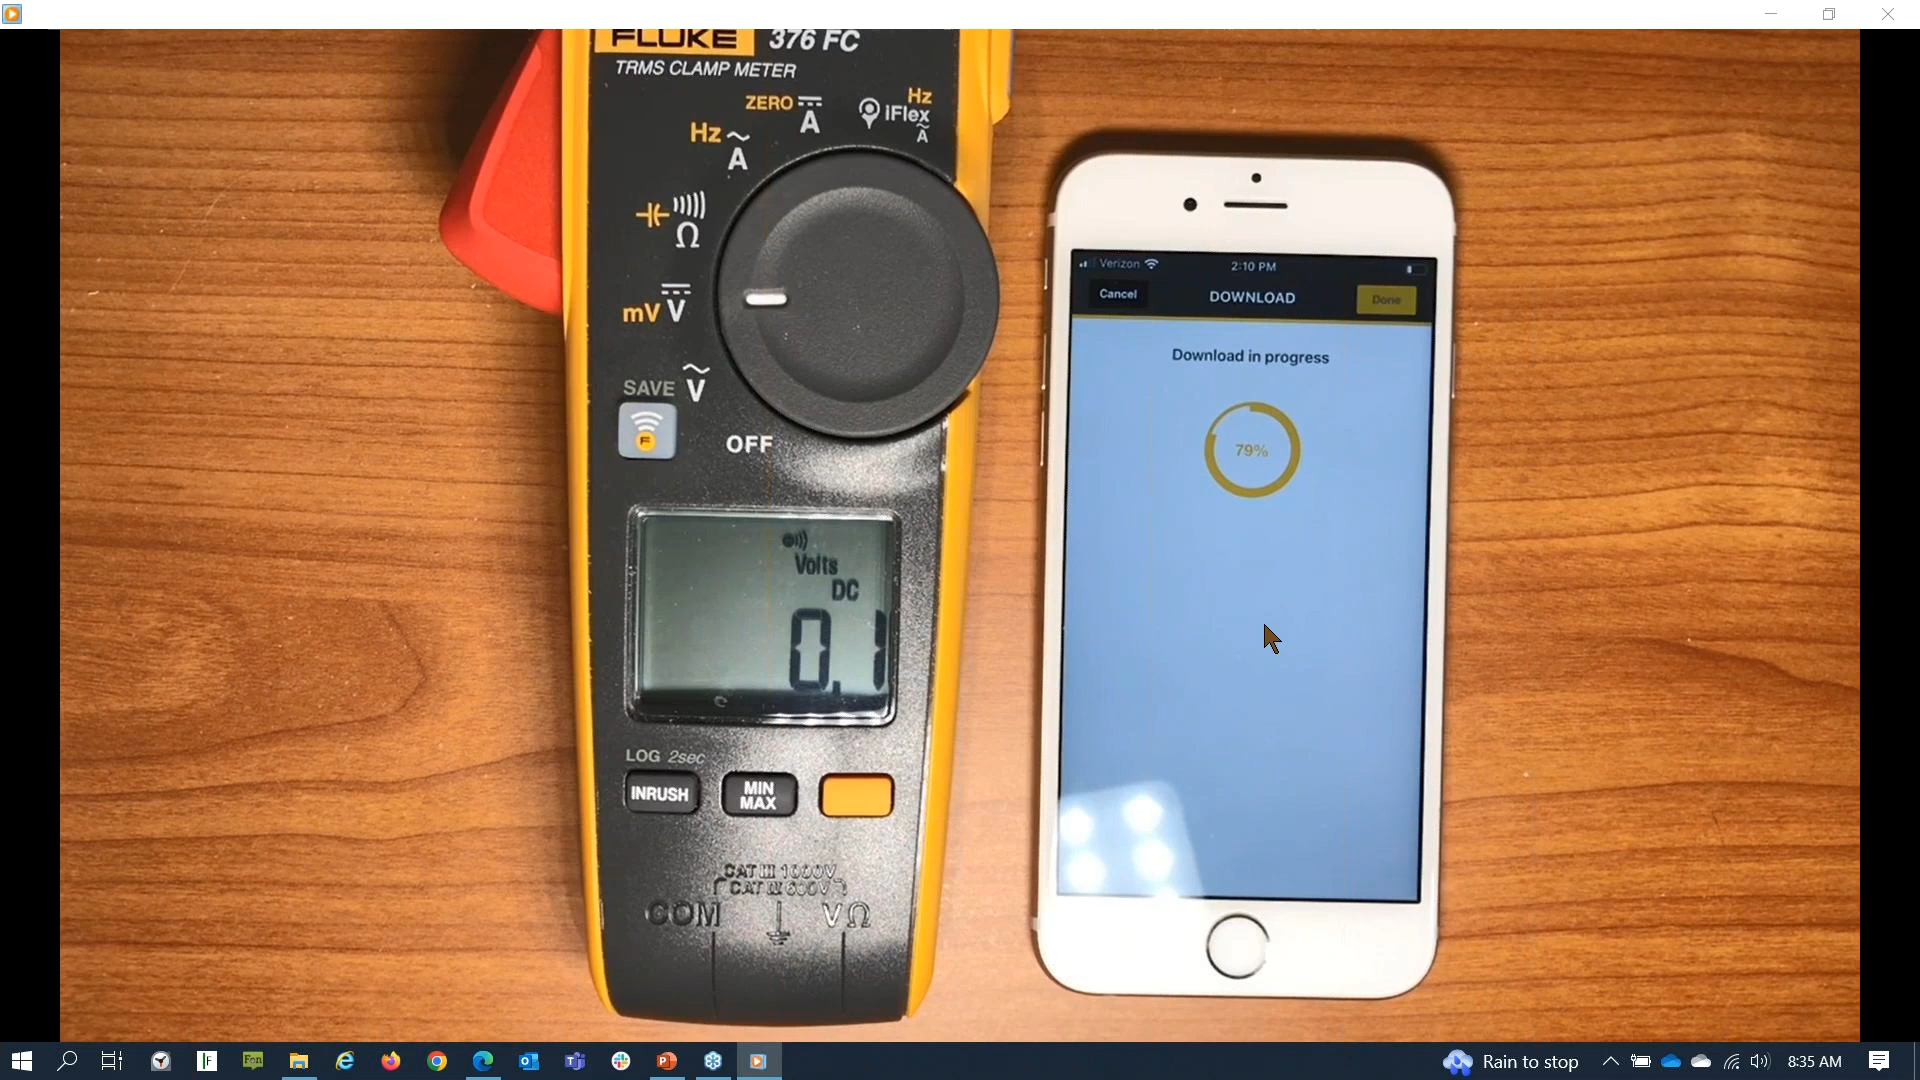 FLUKE 376 FC
TRMS CLAMP METER
ZERO A
Hz
iFlex
A
Hz
A
Ω
mV V
SAVE
V
OFF
Volts
DC
0.1
LOG 2sec
INRUSH
MIN
MAX
CAT III 1000V
CAT IV 600V
COM
VΩ
Verizon
2:10 PM
Cancel
DOWNLOAD
Done
Download in progress
79%
Rain to stop
8:35 AM